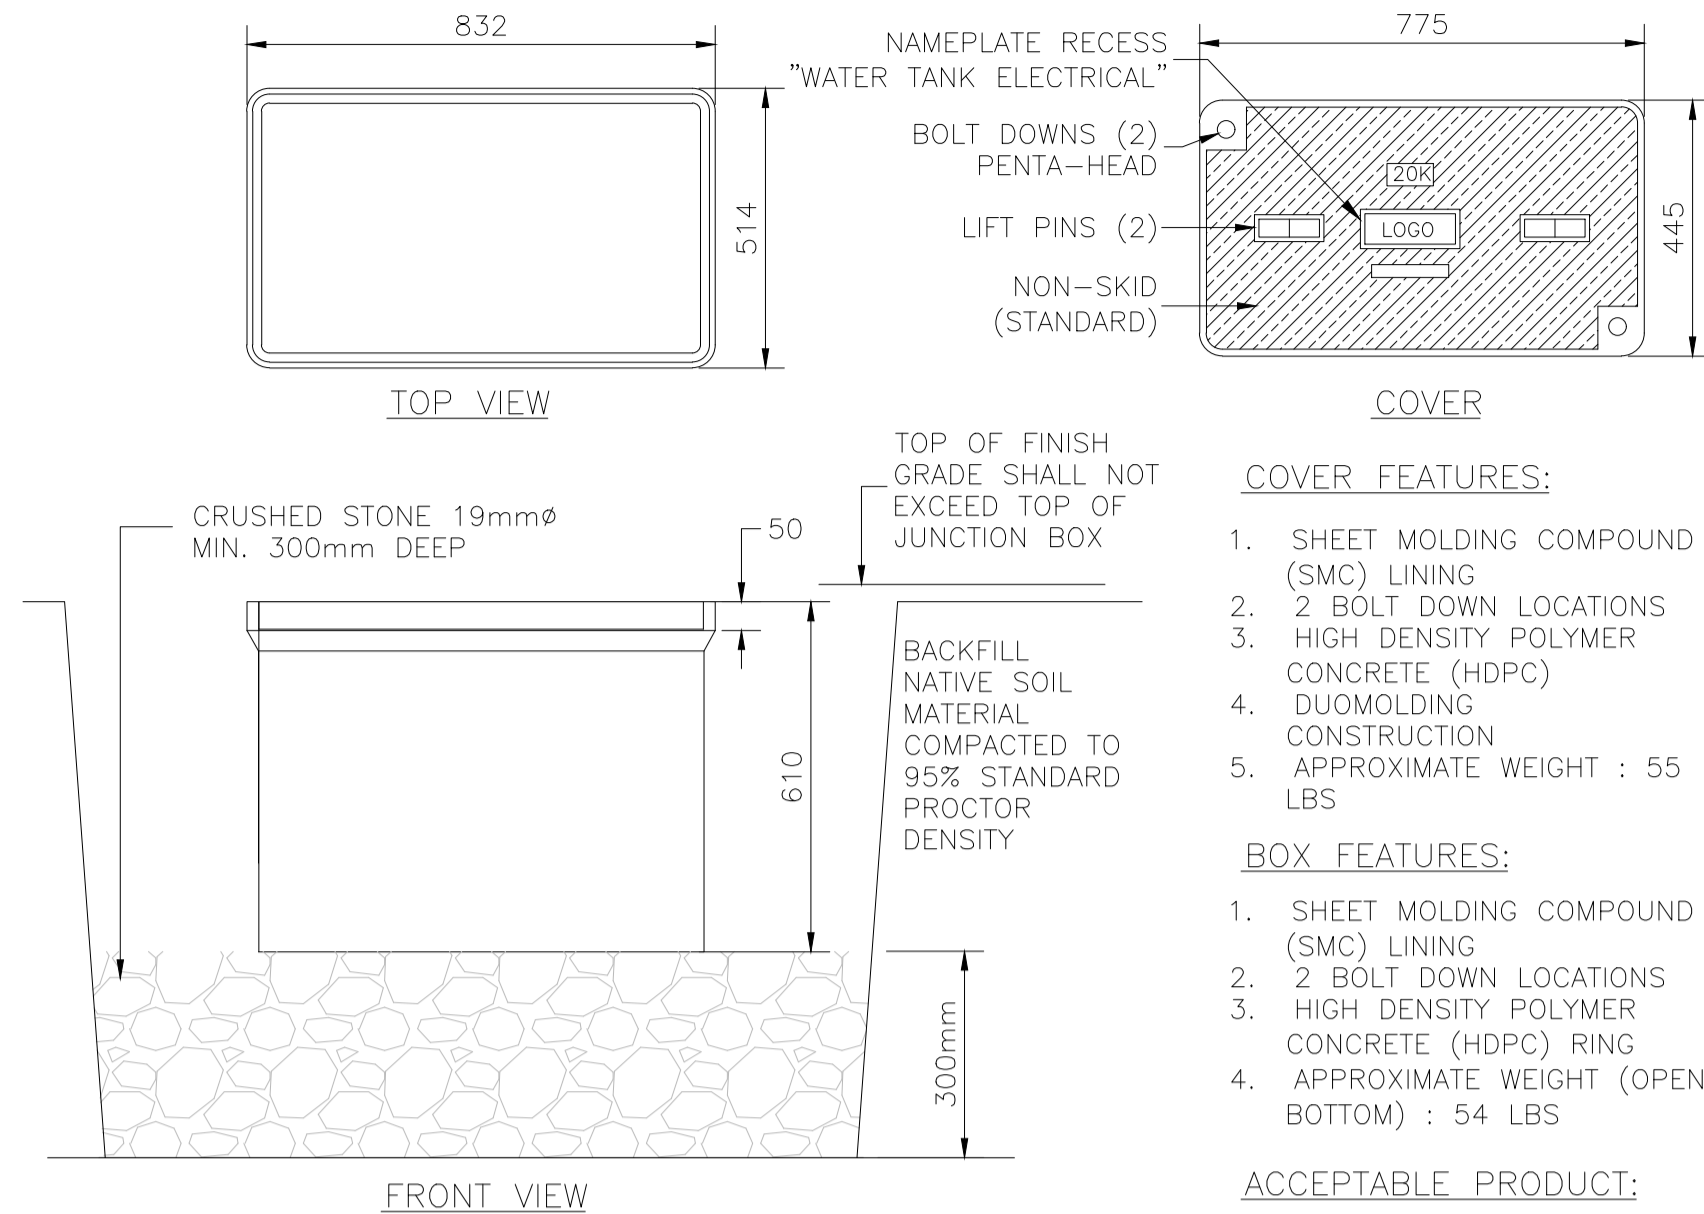 832
514
TOP VIEW
NAMEPLATE RECESS
"WATER TANK ELECTRICAL"
BOLT DOWNS (2)
PENTA-HEAD
LIFT PINS (2)
NON-SKID
(STANDARD)
775
20K
LOGO
445
COVER
CRUSHED STONE 19mmø
MIN. 300mm DEEP
50
TOP OF FINISH
GRADE SHALL NOT
EXCEED TOP OF
JUNCTION BOX
610
BACKFILL
NATIVE SOIL
MATERIAL
COMPACTED TO
95% STANDARD
PROCTOR
DENSITY
300mm
FRONT VIEW
COVER FEATURES:
1. SHEET MOLDING COMPOUND
(SMC) LINING
2. 2 BOLT DOWN LOCATIONS
3. HIGH DENSITY POLYMER
CONCRETE (HDPC)
4. DUOMOLDING
CONSTRUCTION
5. APPROXIMATE WEIGHT : 55
LBS
BOX FEATURES:
1. SHEET MOLDING COMPOUND
(SMC) LINING
2. 2 BOLT DOWN LOCATIONS
3. HIGH DENSITY POLYMER
CONCRETE (HDPC) RING
4. APPROXIMATE WEIGHT (OPEN
BOTTOM) : 54 LBS
ACCEPTABLE PRODUCT: